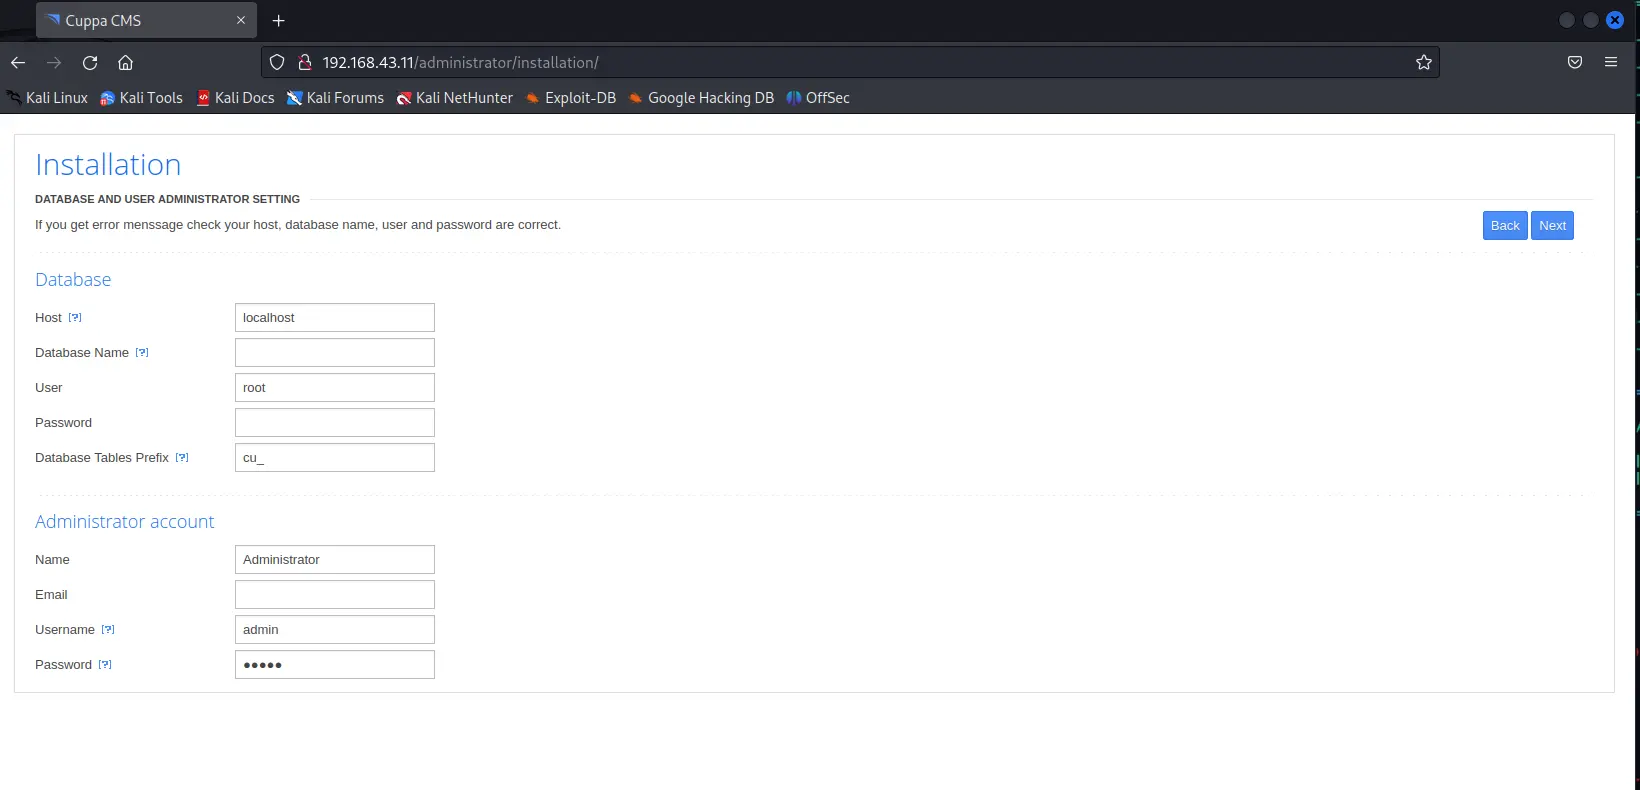 Cuppa CMS
192.168.43.11/administrator/installation/
Kali Linux Kali Tools Kali Docs Kali Forums Kali NetHunter Exploit-DB Google Hacking DB OffSec
Installation
DATABASE AND USER ADMINISTRATOR SETTING
If you get error menssage check your host, database name, user and password are correct.
Back Next
Database
Host [?] localhost
Database Name [?]
User root
Password
Database Tables Prefix [?] cu_
Administrator account
Name Administrator
Email
Username [?] admin
Password [?] •••••